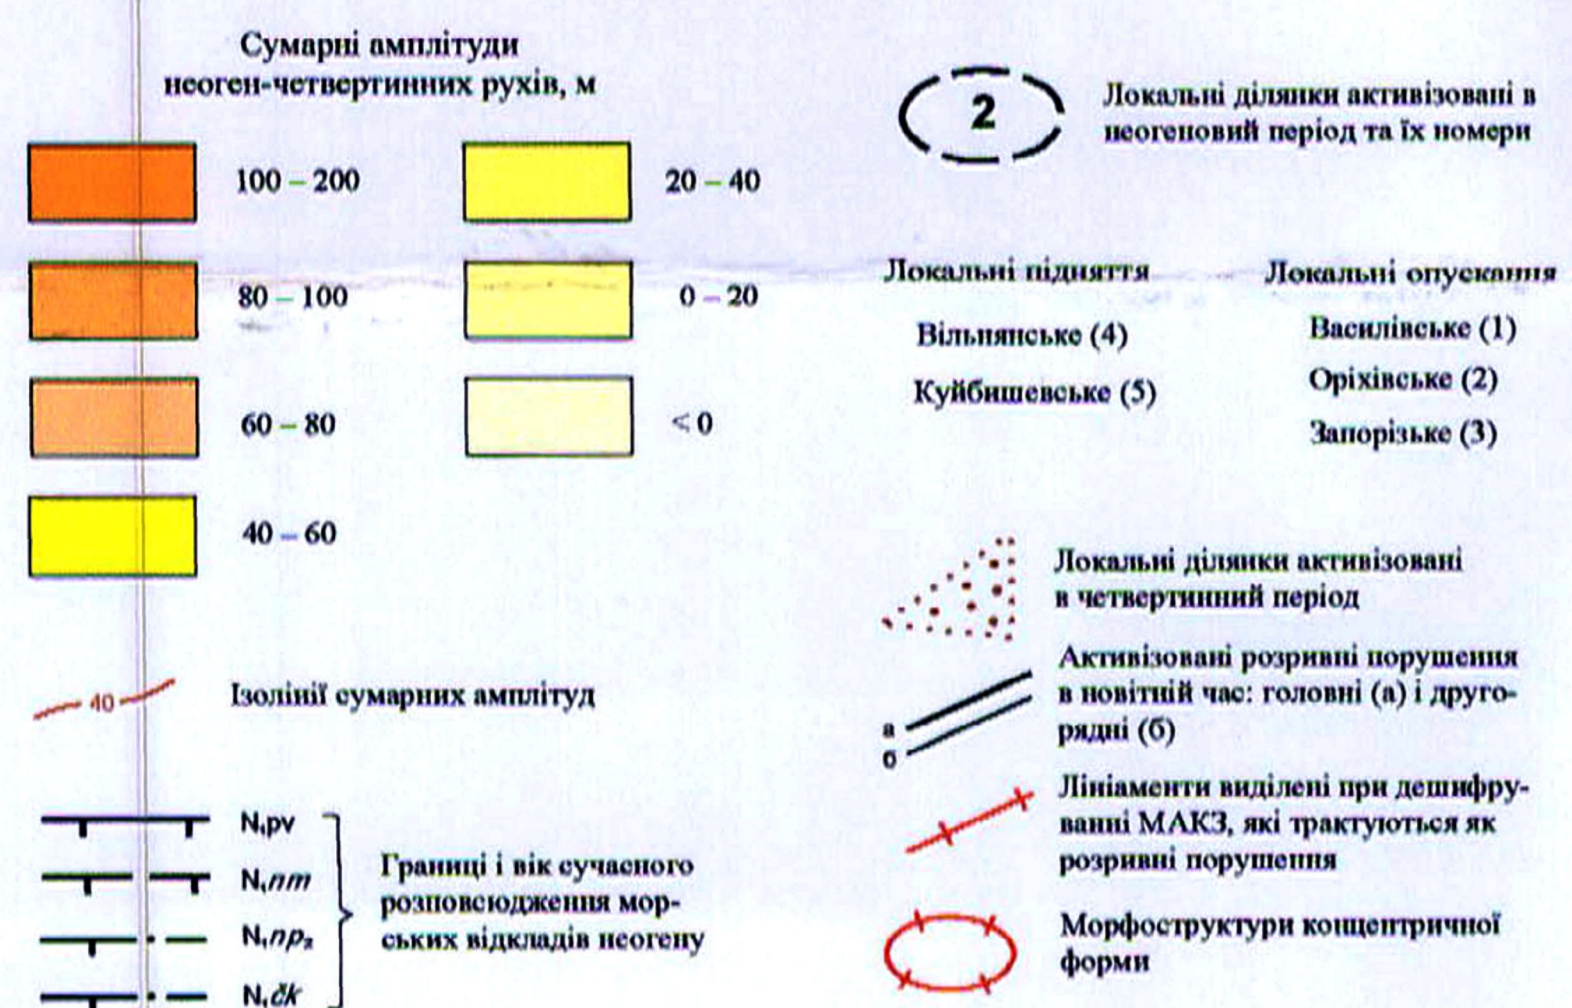 Сумарні амплітуди
неоген-четвертинних рухів, м
100 – 200
80 – 100
60 – 80
40 – 60
20 – 40
0 – 20
< 0
40
Ізолінії сумарних амплітуд
N₁pv
N₁пт
N₁пр₂
N₁čk
Границі і вік сучасного
розповсюдження мор-
ських відкладів неогену
2
Локальні ділянки активізовані в
неогеновий період та їх номери
Локальні підняття
Вільнянське (4)
Куйбишевське (5)
Локальні опускання
Василівське (1)
Оріхівське (2)
Запорізьке (3)
Локальні ділянки активізовані
в четвертинний період
а
б
Активізовані розривні порушення
в новітній час: головні (а) і друго-
рядні (б)
Лініаменти виділені при дешифру-
ванні МАКЗ, які трактуються як
розривні порушення
Морфоструктури концентричної
форми